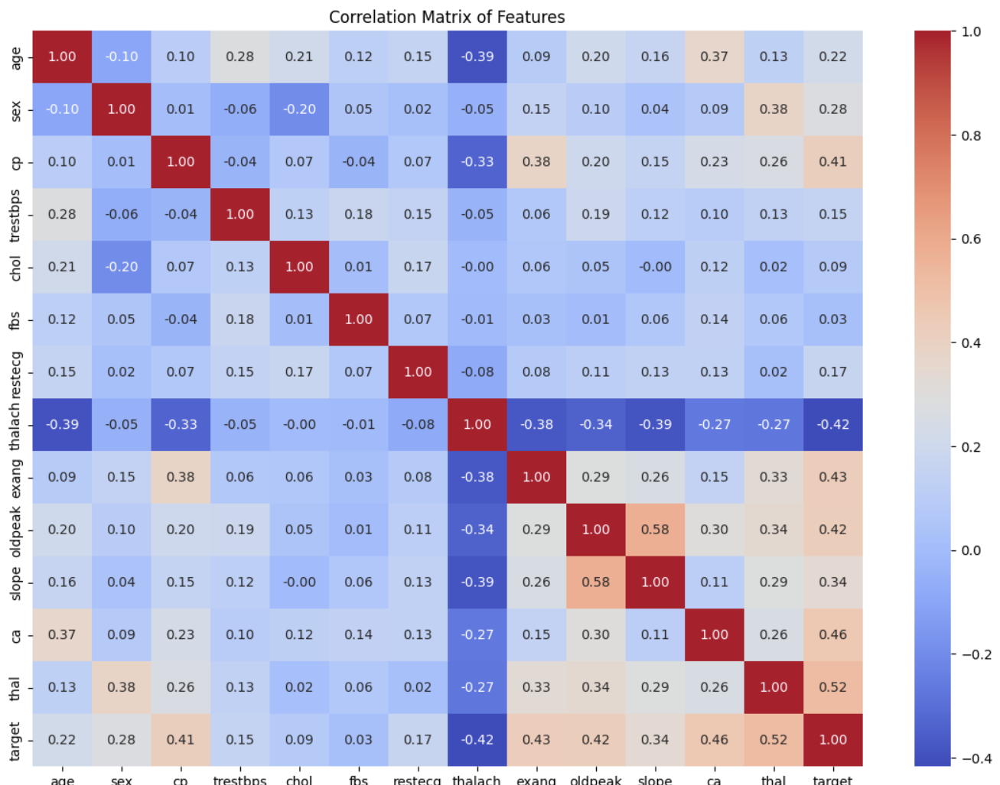 Correlation Matrix of Features
age 1.00 -0.10 0.10 0.28 0.21 0.12 0.15 -0.39 0.09 0.20 0.16 0.37 0.13 0.22
sex -0.10 1.00 0.01 -0.06 -0.20 0.05 0.02 -0.05 0.15 0.10 0.04 0.09 0.38 0.28
cp 0.10 0.01 1.00 -0.04 0.07 -0.04 0.07 -0.33 0.38 0.20 0.15 0.23 0.26 0.41
trestbps 0.28 -0.06 -0.04 1.00 0.13 0.18 0.15 -0.05 0.06 0.19 0.12 0.10 0.13 0.15
chol 0.21 -0.20 0.07 0.13 1.00 0.01 0.17 -0.00 0.06 0.05 -0.00 0.12 0.02 0.09
fbs 0.12 0.05 -0.04 0.18 0.01 1.00 0.07 -0.01 0.03 0.01 0.06 0.14 0.06 0.03
restecg 0.15 0.02 0.07 0.15 0.17 0.07 1.00 -0.08 0.08 0.11 0.13 0.13 0.02 0.17
thalach -0.39 -0.05 -0.33 -0.05 -0.00 -0.01 -0.08 1.00 -0.38 -0.34 -0.39 -0.27 -0.27 -0.42
exang 0.09 0.15 0.38 0.06 0.06 0.03 0.08 -0.38 1.00 0.29 0.26 0.15 0.33 0.43
oldpeak 0.20 0.10 0.20 0.19 0.05 0.01 0.11 -0.34 0.29 1.00 0.58 0.30 0.34 0.42
slope 0.16 0.04 0.15 0.12 -0.00 0.06 0.13 -0.39 0.26 0.58 1.00 0.11 0.29 0.34
ca 0.37 0.09 0.23 0.10 0.12 0.14 0.13 -0.27 0.15 0.30 0.11 1.00 0.26 0.46
thal 0.13 0.38 0.26 0.13 0.02 0.06 0.02 -0.27 0.33 0.34 0.29 0.26 1.00 0.52
target 0.22 0.28 0.41 0.15 0.09 0.03 0.17 -0.42 0.43 0.42 0.34 0.46 0.52 1.00
age sex cp trestbps chol fbs restecg thalach exang oldpeak slope ca thal target
1.0
0.8
0.6
0.4
0.2
0.0
−0.2
−0.4